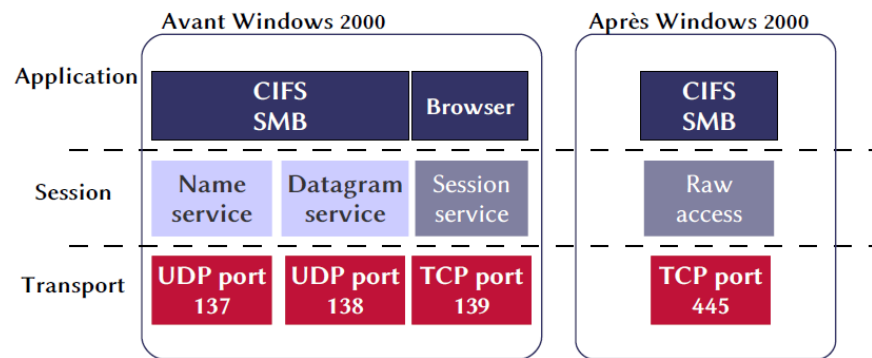 Avant Windows 2000
Après Windows 2000
Application
CIFS
SMB
Browser
CIFS
SMB
Session
Name
service
Datagram
service
Session
service
Raw
access
Transport
UDP port
137
UDP port
138
TCP port
139
TCP port
445